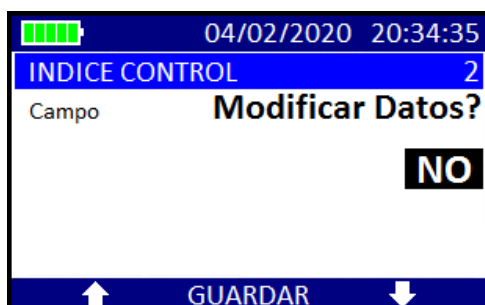 04/02/2020 20:34:35
INDICE CONTROL 2
Campo Modificar Datos?
NO
GUARDAR